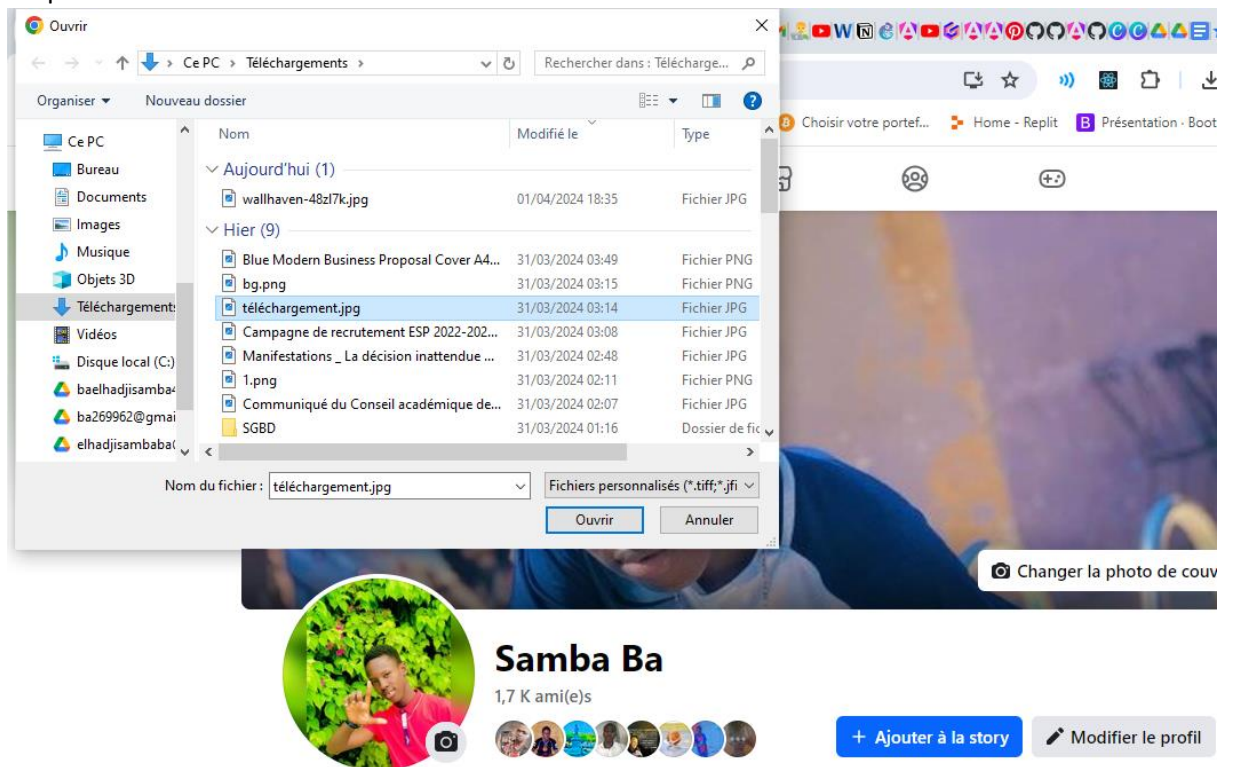 Ouvrir
Ce PC > Téléchargements >
Rechercher dans : Télécharge...
Organiser
Nouveau dossier
Choisir votre portef...
Home - Replit
B Présentation · Boot
Nom
Modifié le
Type
Ce PC
Bureau
Documents
Images
Musique
Objets 3D
Téléchargements
Vidéos
Disque local (C:)
baelhadjisamba4
ba269962@gmai
elhadjisambaba
Aujourd'hui (1)
wallhaven-48zl7k.jpg 01/04/2024 18:35 Fichier JPG
Hier (9)
Blue Modern Business Proposal Cover A4... 31/03/2024 03:49 Fichier PNG
bg.png 31/03/2024 03:15 Fichier PNG
téléchargement.jpg 31/03/2024 03:14 Fichier JPG
Campagne de recrutement ESP 2022-202... 31/03/2024 03:08 Fichier JPG
Manifestations _ La décision inattendue ... 31/03/2024 02:48 Fichier JPG
1.png 31/03/2024 02:11 Fichier PNG
Communiqué du Conseil académique de... 31/03/2024 02:07 Fichier JPG
SGBD 31/03/2024 01:16 Dossier de fic
Nom du fichier : téléchargement.jpg
Fichiers personnalisés (*.tiff;*.jfi
Ouvrir
Annuler
Changer la photo de couv
Samba Ba
1,7 K ami(e)s
+ Ajouter à la story
Modifier le profil